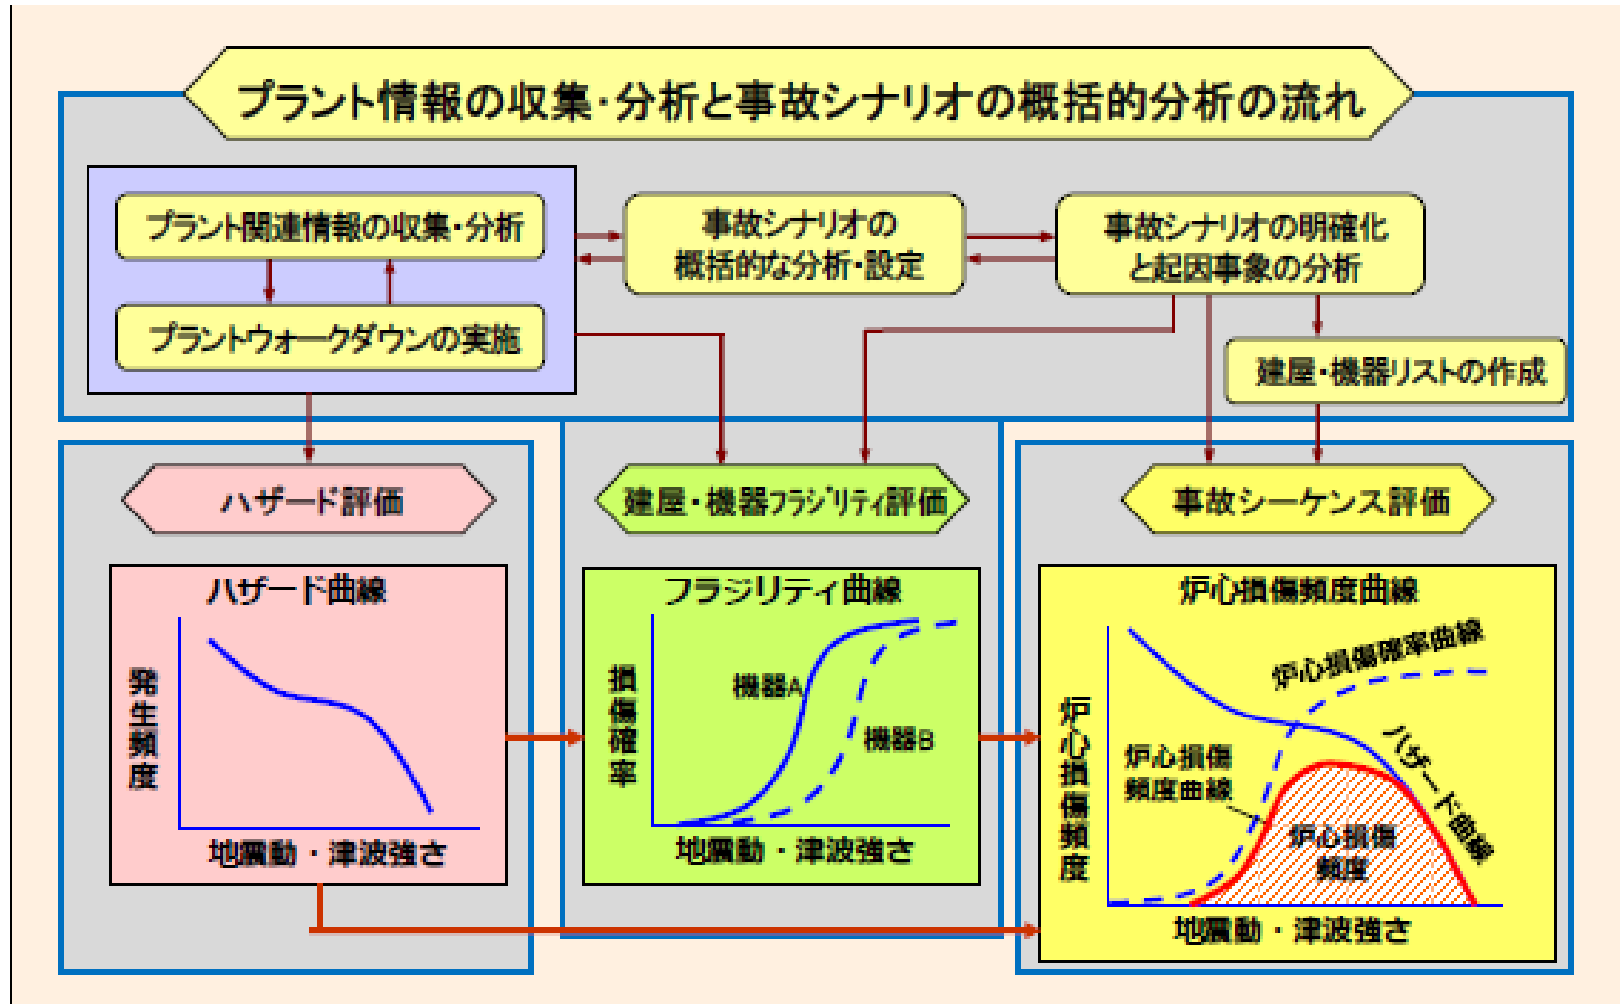 プラント情報の収集・分析と事故シナリオの概括的分析の流れ
プラント関連情報の収集・分析
プラントウォークダウンの実施
事故シナリオの
概括的な分析・設定
事故シナリオの明確化
と起因事象の分析
建屋・機器リストの作成
ハザード評価
建屋・機器フラジリティ評価
事故シーケンス評価
ハザード曲線
発生頻度
地震動・津波強さ
フラジリティ曲線
損傷確率
機器A
機器B
地震動・津波強さ
炉心損傷頻度曲線
炉心損傷頻度
炉心損傷確率曲線
ハザード曲線
炉心損傷
頻度曲線
炉心損傷
頻度
地震動・津波強さ